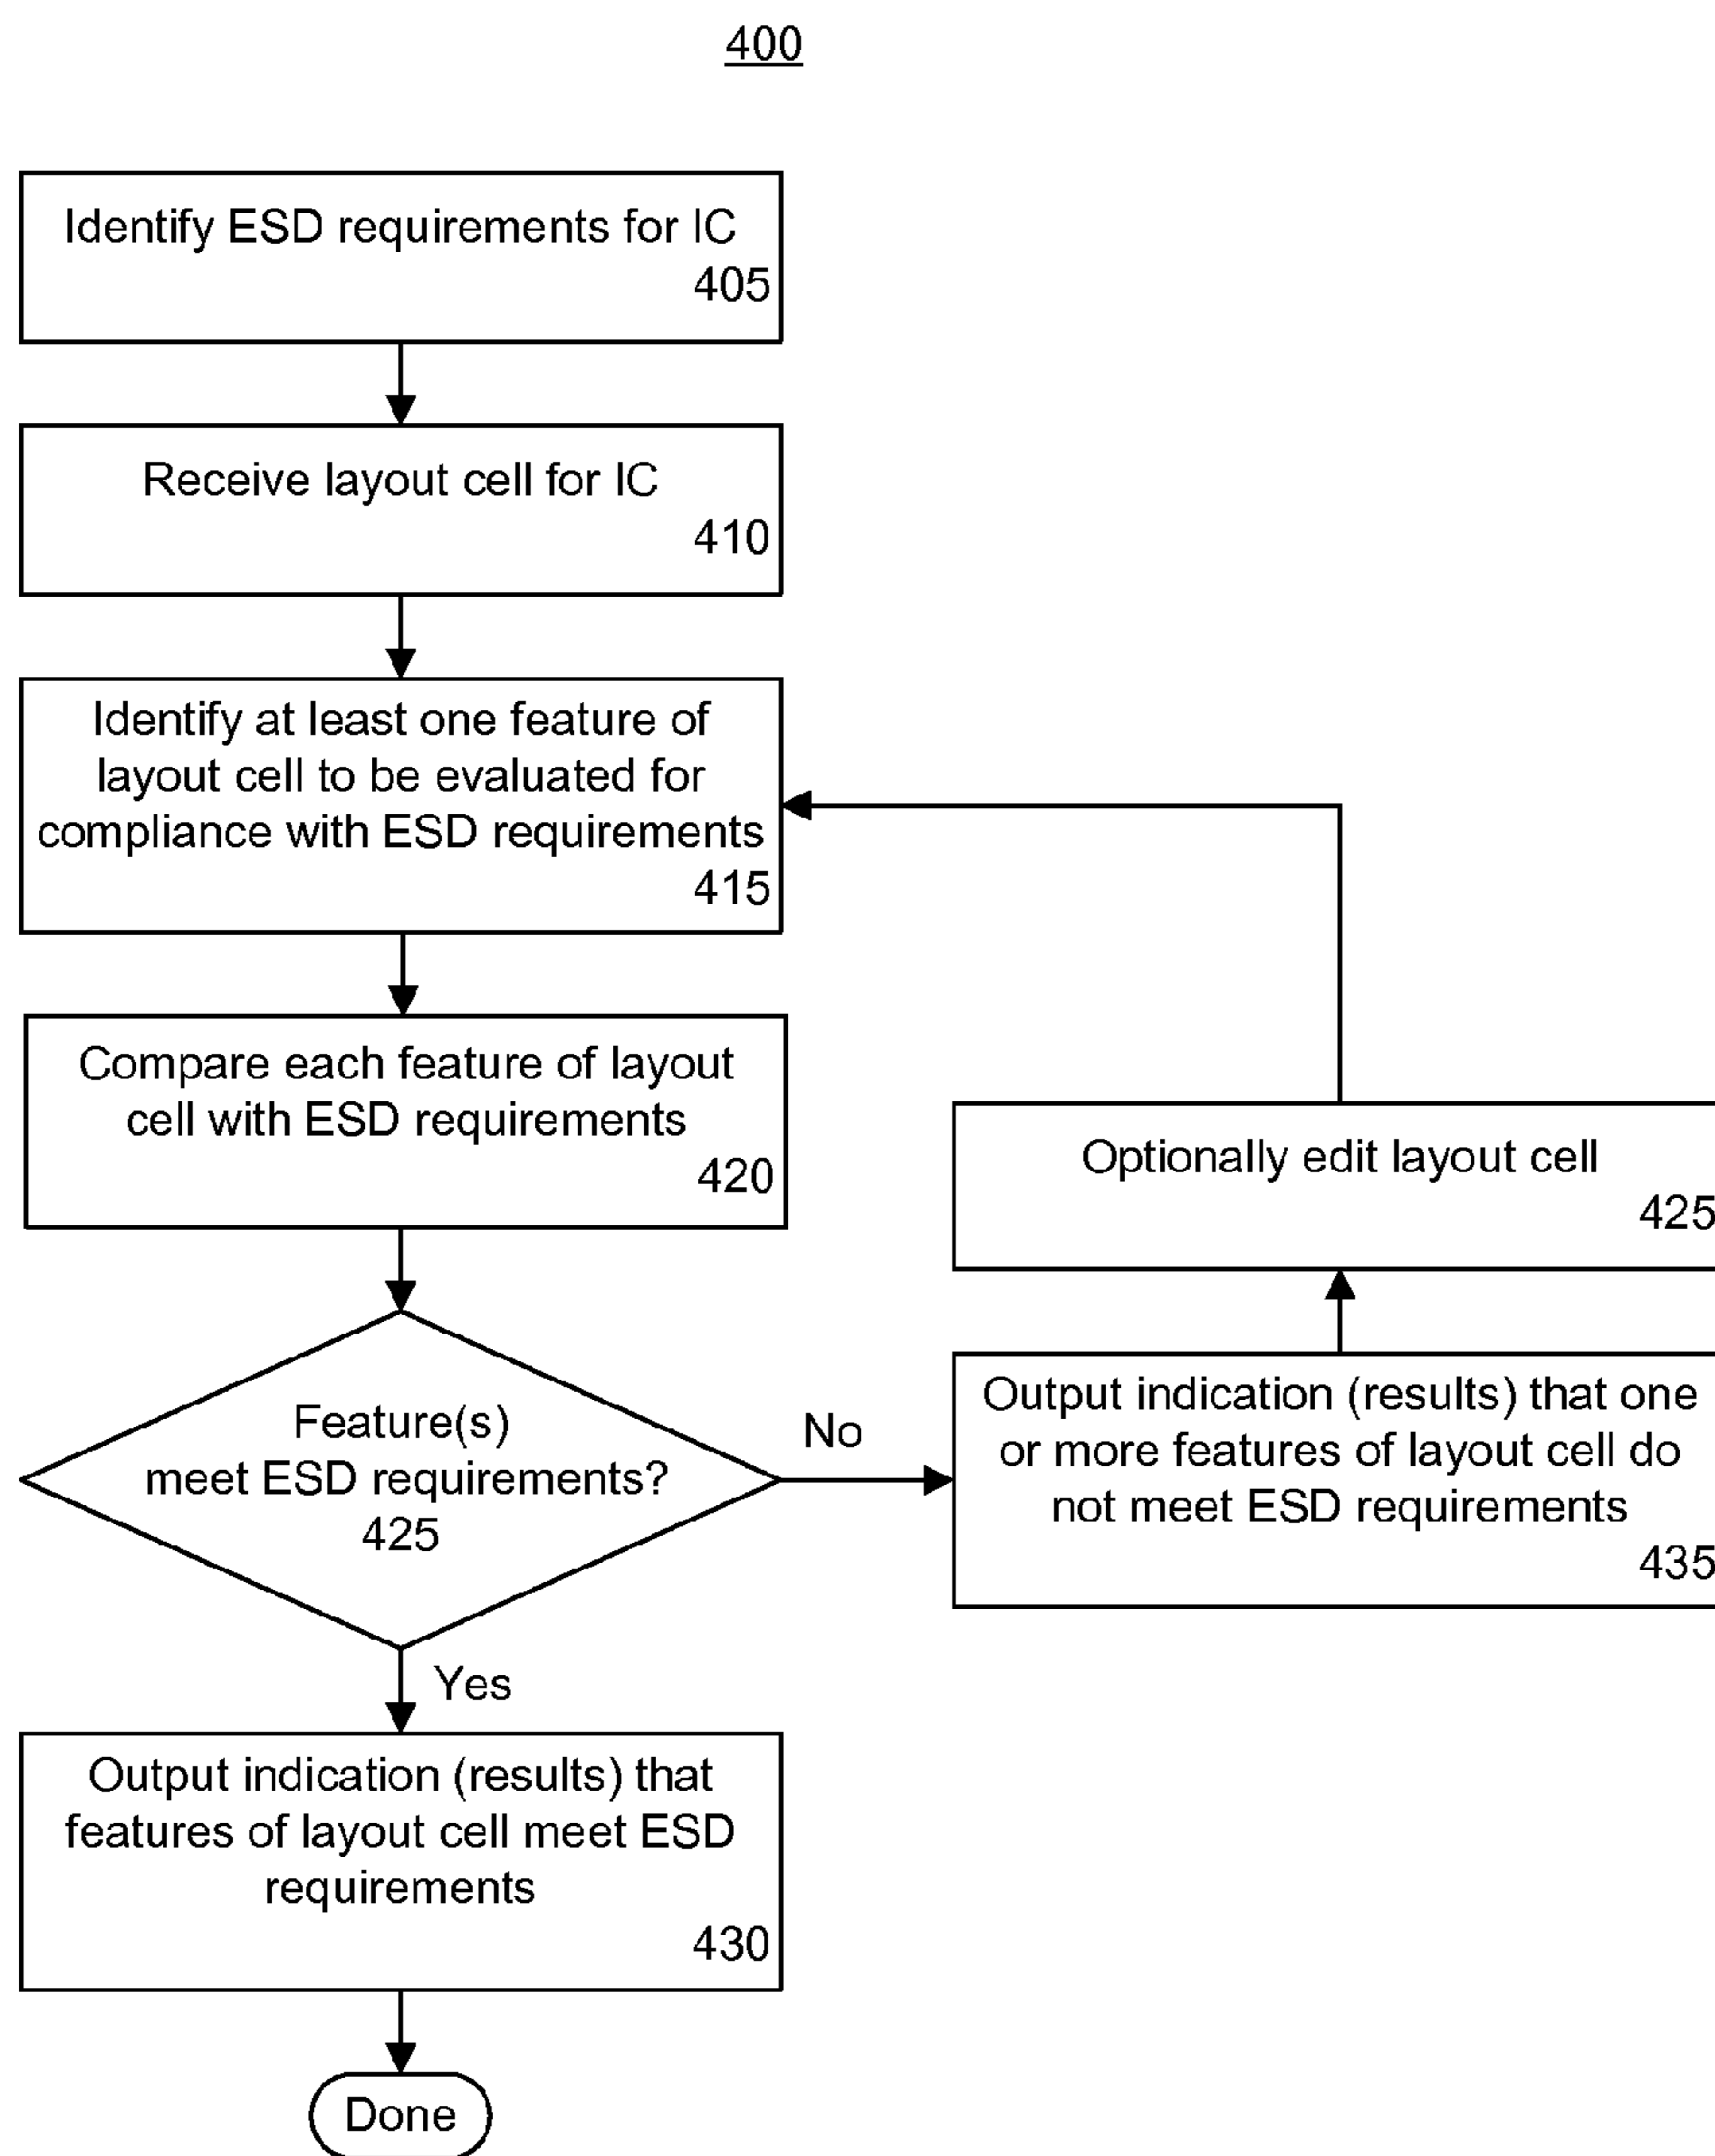 400
Identify ESD requirements for IC
405
Receive layout cell for IC
410
Identify at least one feature of
layout cell to be evaluated for
compliance with ESD requirements
415
Compare each feature of layout
cell with ESD requirements
420
Feature(s)
meet ESD requirements?
425
No
Yes
Optionally edit layout cell
425
Output indication (results) that one
or more features of layout cell do
not meet ESD requirements
435
Output indication (results) that
features of layout cell meet ESD
requirements
430
Done